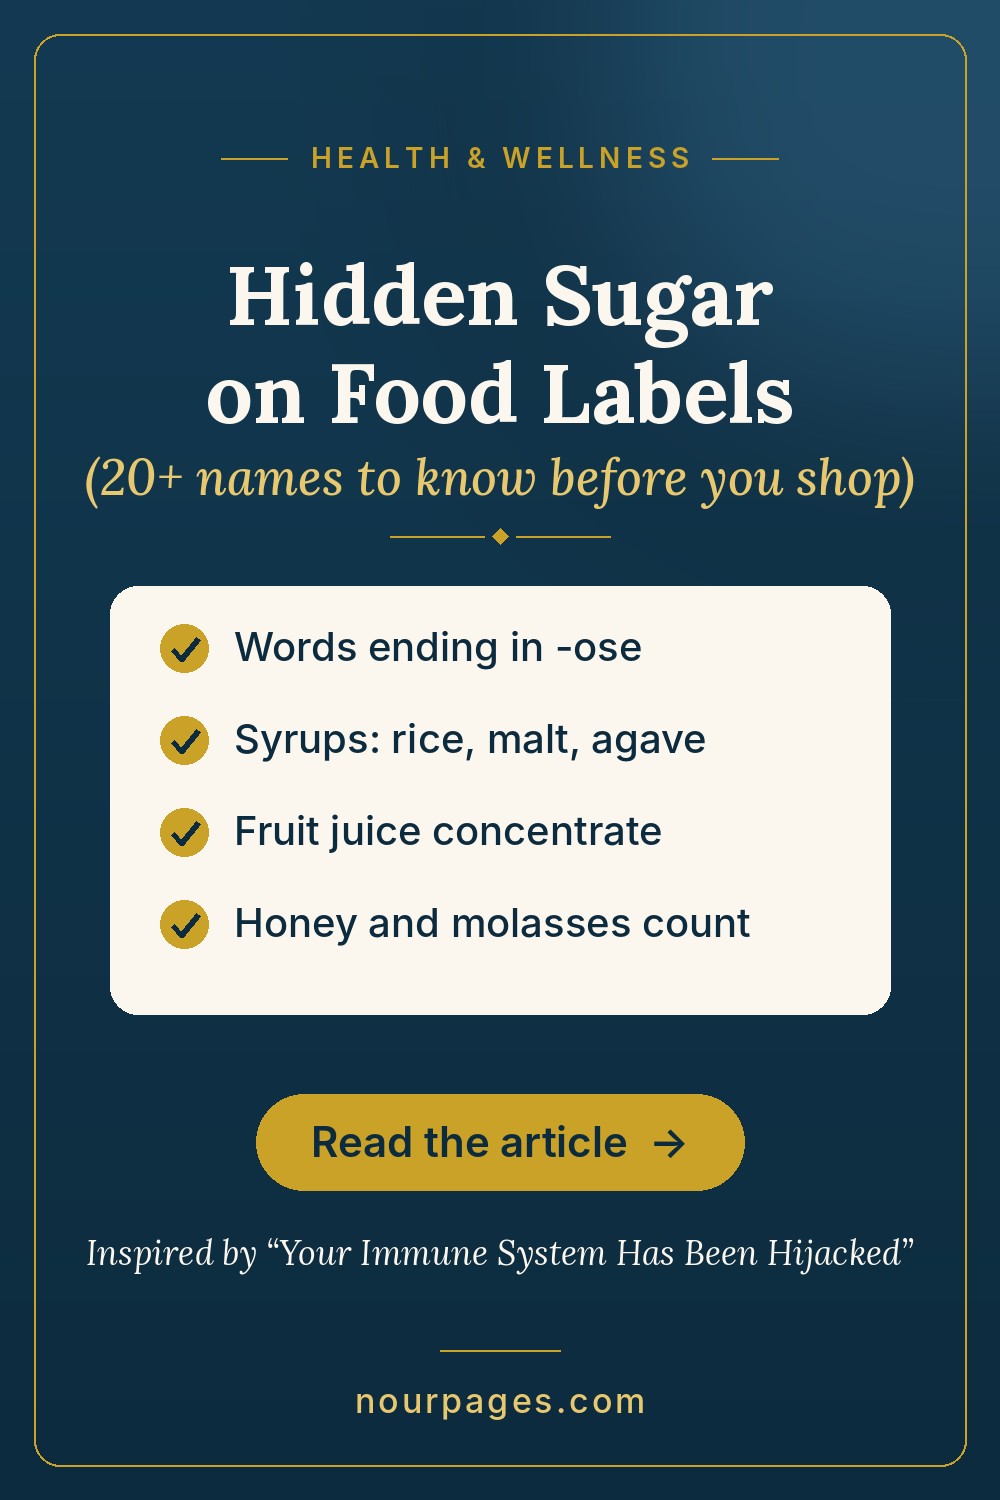 HEALTH & WELLNESS
Hidden Sugar
on Food Labels
(20+ names to know before you shop)
Words ending in -ose
Syrups: rice, malt, agave
Fruit juice concentrate
Honey and molasses count
Read the article →
Inspired by “Your Immune System Has Been Hijacked”
nourpages.com